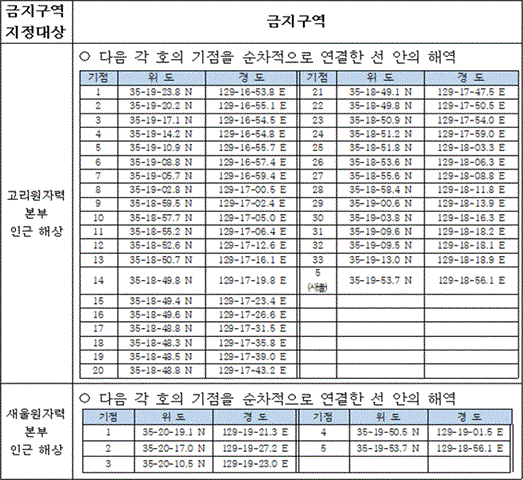 금지구역 지정대상 금지구역
고리원자력 본부 인근 해상
○ 다음 각 호의 기점을 순차적으로 연결한 선 안의 해역
기점 위 도 경 도 기점 위 도 경 도
1 35-19-23.8 N 129-16-53.8 E 21 35-18-49.1 N 129-17-47.5 E
2 35-19-20.2 N 129-16-55.1 E 22 35-18-49.8 N 129-17-50.5 E
3 35-19-17.1 N 129-16-54.5 E 23 35-18-50.9 N 129-17-54.0 E
4 35-19-14.2 N 129-16-54.8 E 24 35-18-51.2 N 129-17-59.0 E
5 35-19-10.9 N 129-16-55.7 E 25 35-18-51.8 N 129-18-03.3 E
6 35-19-08.8 N 129-16-57.4 E 26 35-18-53.6 N 129-18-06.3 E
7 35-19-05.7 N 129-16-59.4 E 27 35-18-55.6 N 129-18-08.8 E
8 35-19-02.8 N 129-17-00.5 E 28 35-18-58.4 N 129-18-11.8 E
9 35-18-59.5 N 129-17-02.4 E 29 35-19-00.6 N 129-18-13.9 E
10 35-18-57.7 N 129-17-05.0 E 30 35-19-03.8 N 129-18-16.3 E
11 35-18-55.2 N 129-17-06.4 E 31 35-19-09.6 N 129-18-18.2 E
12 35-18-52.6 N 129-17-12.6 E 32 35-19-09.5 N 129-18-18.1 E
13 35-18-50.7 N 129-17-16.1 E 33 35-19-13.0 N 129-18-18.9 E
14 35-18-49.8 N 129-17-19.8 E 5 (새울) 35-19-53.7 N 129-18-56.1 E
15 35-18-49.4 N 129-17-23.4 E
16 35-18-49.6 N 129-17-26.6 E
17 35-18-48.8 N 129-17-31.5 E
18 35-18-48.3 N 129-17-35.8 E
19 35-18-48.5 N 129-17-39.0 E
20 35-18-48.8 N 129-17-43.2 E
새울원자력 본부 인근 해상
○ 다음 각 호의 기점을 순차적으로 연결한 선 안의 해역
기점 위 도 경 도 기점 위 도 경 도
1 35-20-19.1 N 129-19-21.3 E 4 35-19-50.5 N 129-19-01.5 E
2 35-20-17.0 N 129-19-27.2 E 5 35-19-53.7 N 129-18-56.1 E
3 35-20-10.5 N 129-19-23.0 E